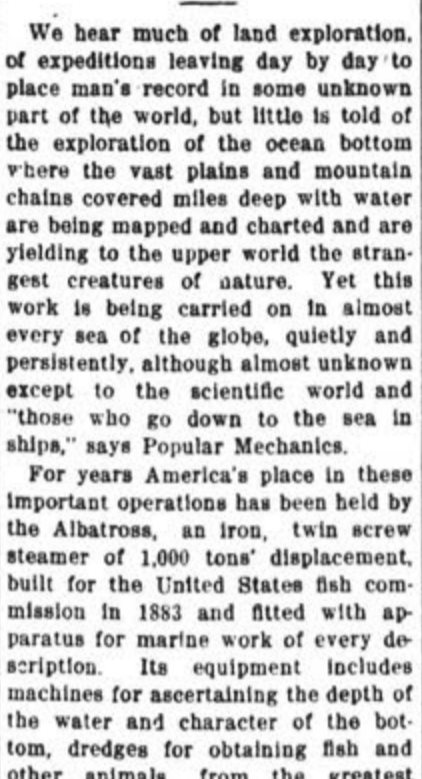 We hear much of land exploration,
of expeditions leaving day by day to
place man's record in some unknown
part of the world, but little is told of
the exploration of the ocean bottom
where the vast plains and mountain
chains covered miles deep with water
are being mapped and charted and are
yielding to the upper world the stran-
gest creatures of nature. Yet this
work is being carried on in almost
every sea of the globe, quietly and
persistently, although almost unknown
except to the scientific world and
"those who go down to the sea in
ships," says Popular Mechanics.
For years America's place in these
important operations has been held by
the Albatross, an iron, twin screw
steamer of 1,000 tons' displacement,
built for the United States fish com-
mission in 1883 and fitted with ap-
paratus for marine work of every de-
scription. Its equipment includes
machines for ascertaining the depth of
the water and character of the bot-
tom, dredges for obtaining fish and
other animals from the greatest